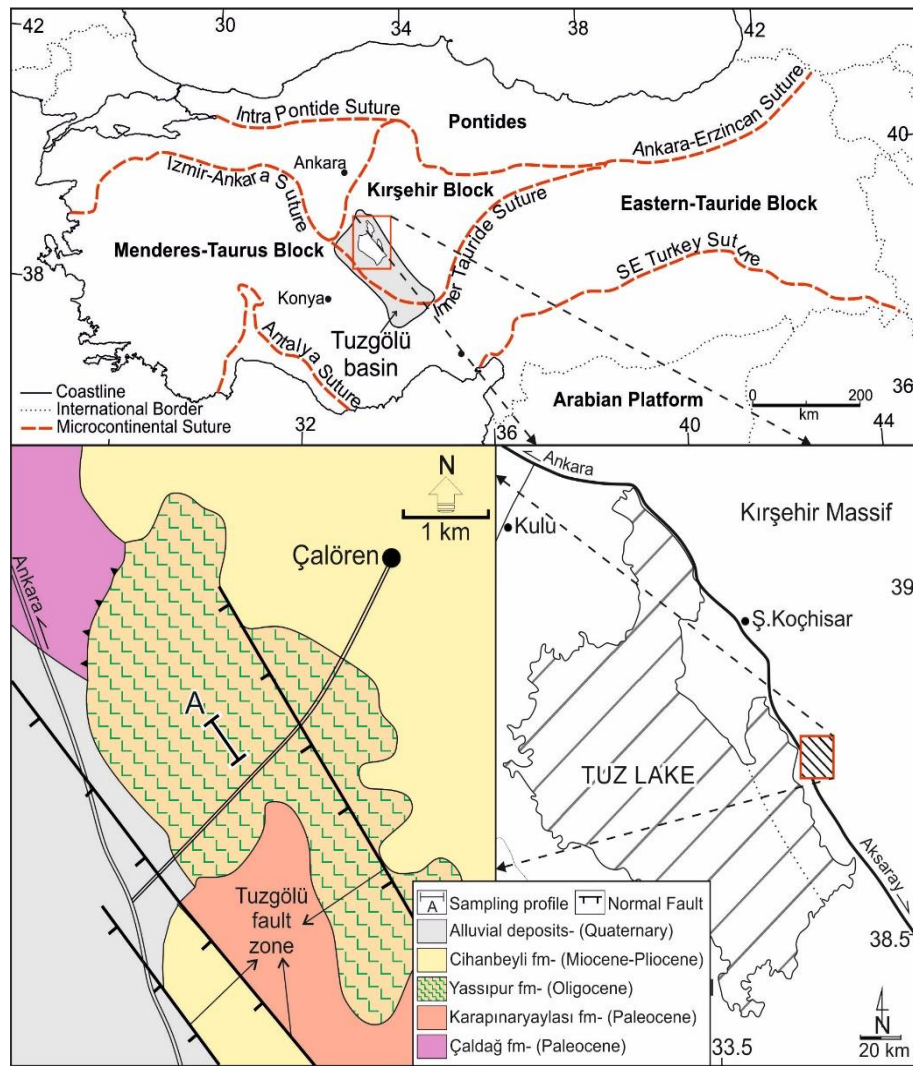 42
30
34
38
42
Intra Pontide Suture
Pontides
Ankara-Erzincan Suture
40
Izmir-Ankara Suture
Ankara
Kırşehir Block
Eastern-Tauride Block
Menderes-Taurus Block
Inner Tauride Suture
SE Turkey Suture
38
Konya
Antalya Suture
Tuzgölü
basin
Coastline
International Border
Microcontinental Suture
Arabian Platform
0
200
km
36
32
36
40
44
N
1 km
Çalören
Ankara
A
Tuzgölü
fault
zone
Ankara
Kulu
Kırşehir Massif
39
Ş.Koçhisar
TUZ LAKE
Aksaray
38.5
33.5
N
20 km
A Sampling profile
Normal Fault
Alluvial deposits- (Quaternary)
Cihanbeyli fm- (Miocene-Pliocene)
Yassıpur fm- (Oligocene)
Karapınaryaylası fm- (Paleocene)
Çaldağ fm- (Paleocene)